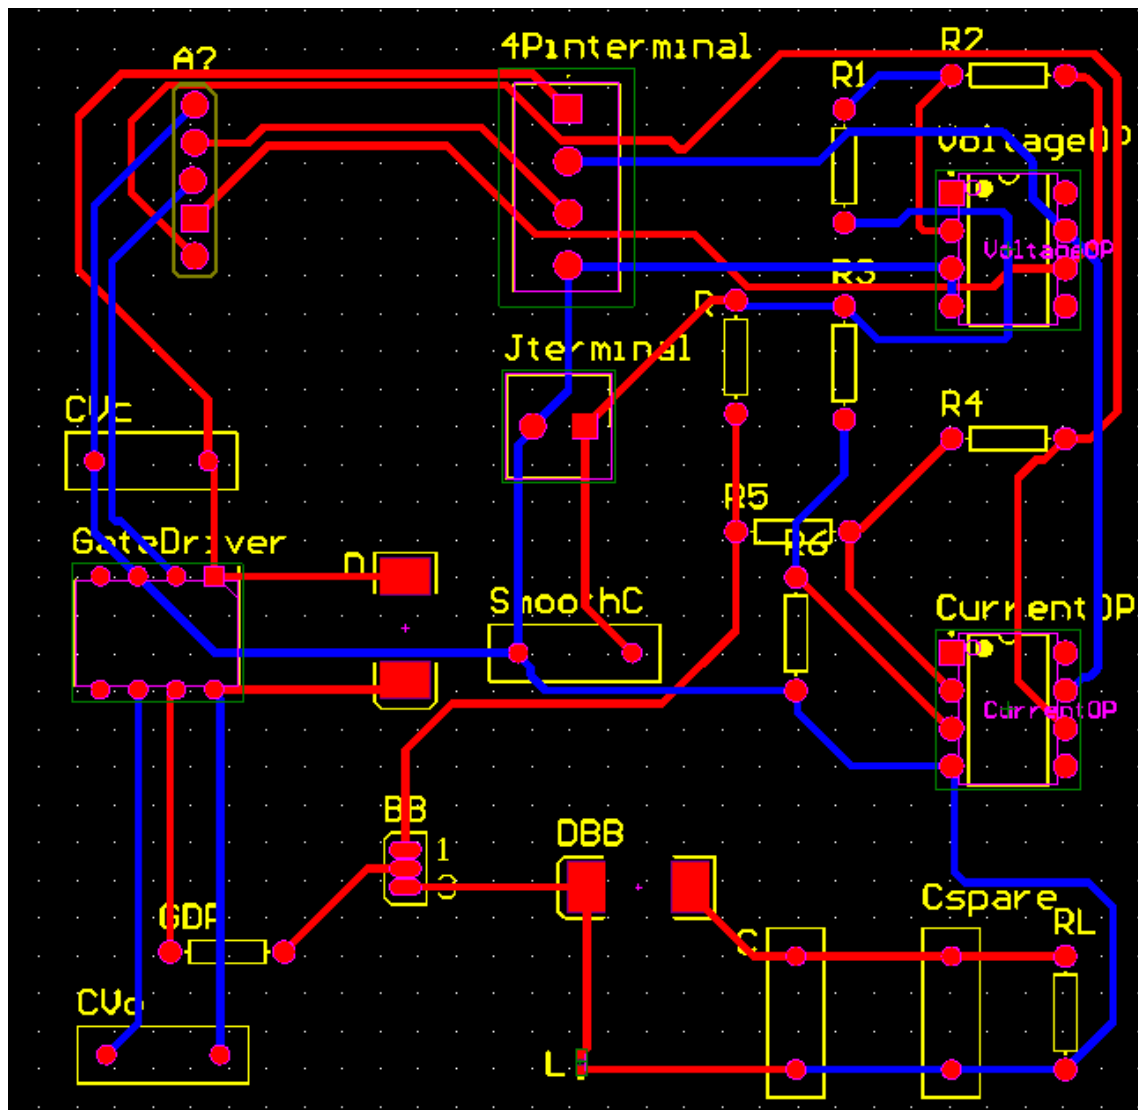 R2
4Pinterminal
A?
R1
VoltageOP
VoltageOP
R3
Jterminal
CVc
R4
R5
GateDriver
R6
D
SmoothC
CurrentOP
CurrentOP
BB
1
3
DBB
Cspare
GDR
RL
C
CVo
L